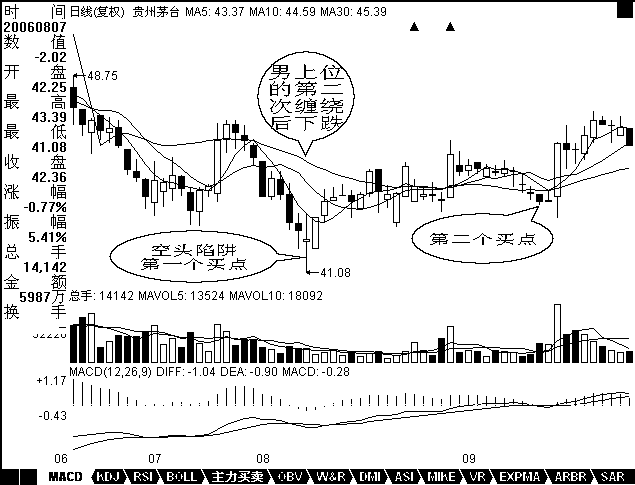 时 间 日线(复权) 贵州茅台 MA5: 43.37 MA10: 44.59 MA30: 45.39
20060807
数 值
-2.02
开 盘
42.25
最 高
43.39
最 低
41.08
收 盘
42.36
涨 幅
-0.77%
振 幅
5.41%
总 手
14,142
金 额
5987万
换 手
48.75
男上位
的第二
次缠绕
后下跌
空头陷阱
第一个买点
第二个买点
41.08
总手: 14142 MAVOL5: 13524 MAVOL10: 18092
MACD(12,26,9) DIFF: -1.04 DEA: -0.90 MACD: -0.28
+1.17
-0.43
06 07 08 09
MACD KDJ RSI BOLL 主力买卖 OBV W&R DMI ASI MIKE VR EXPMA ARBR SAR